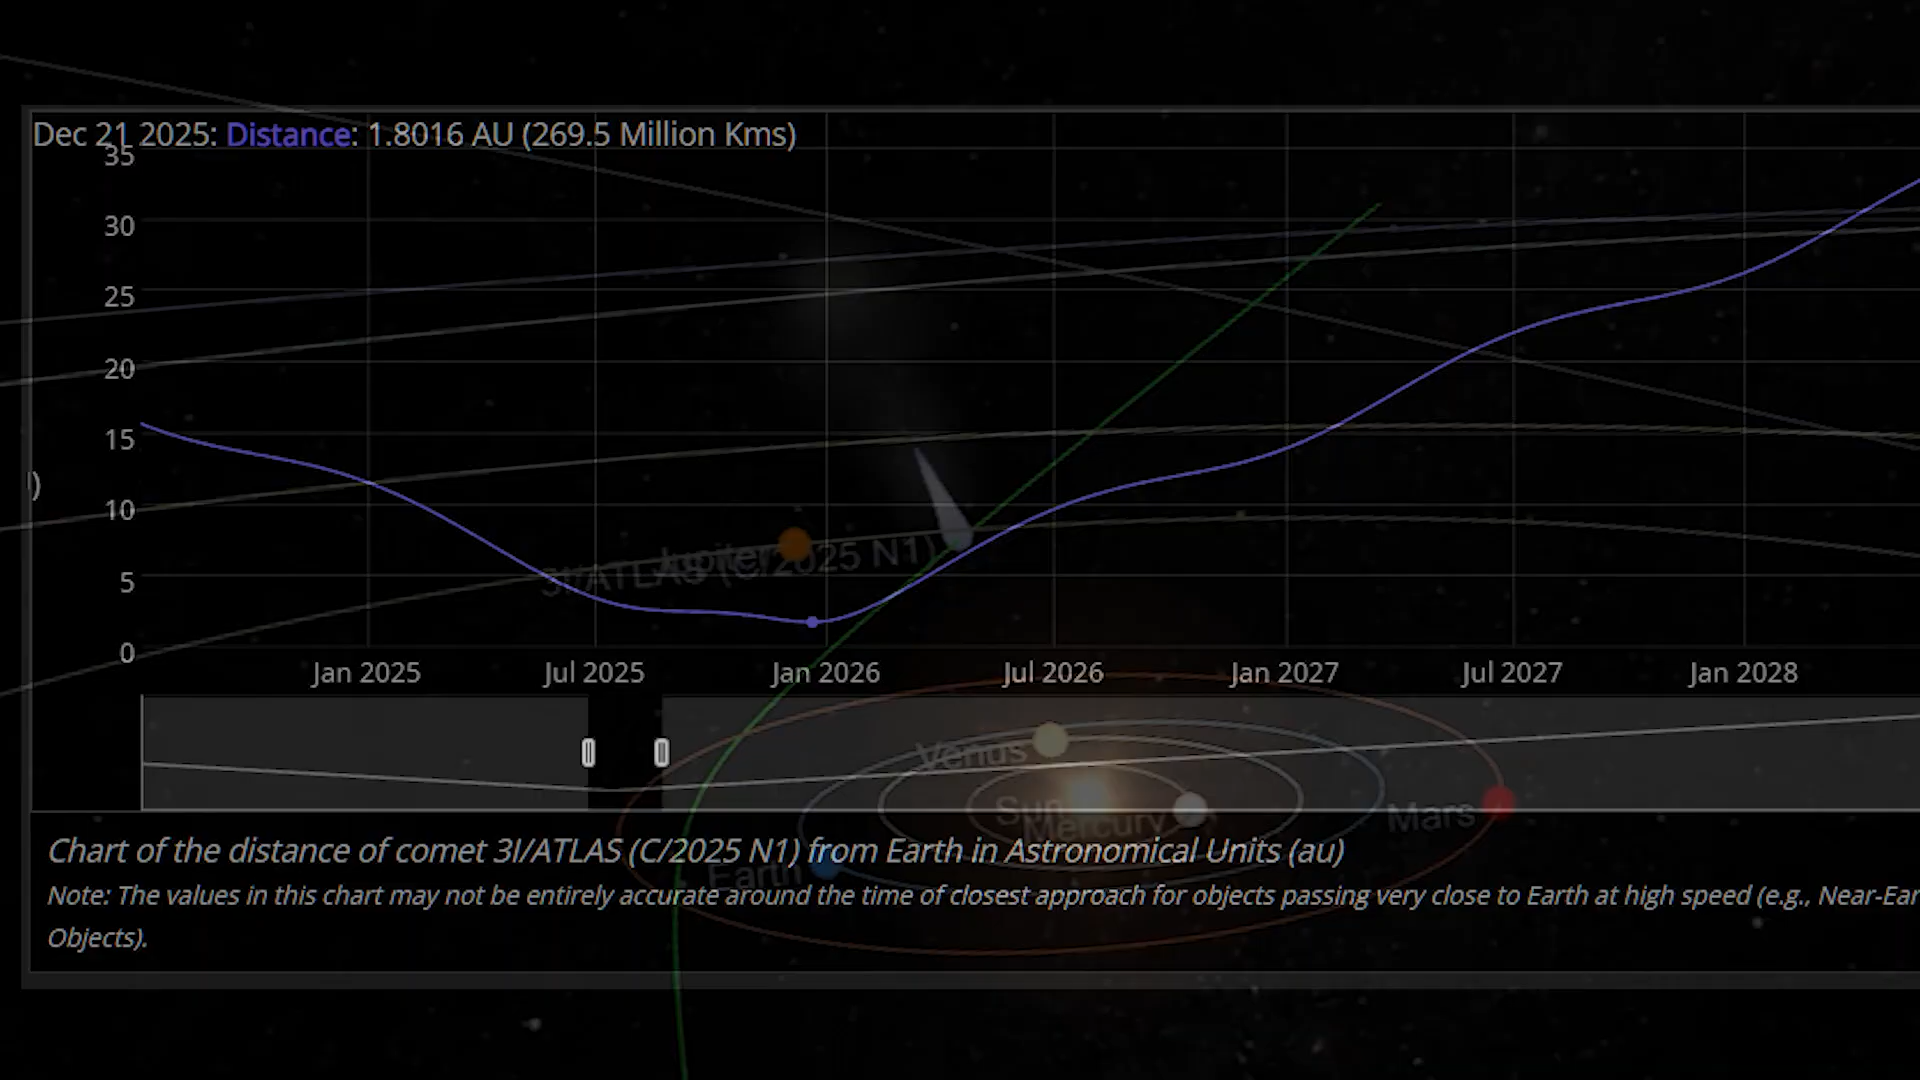 Dec 21 2025: Distance: 1.8016 AU (269.5 Million Kms)
35
30
25
20
15
)
10
Jupiter
3I/ATLAS (C/2025 N1)
5
0
Jan 2025 Jul 2025 Jan 2026 Jul 2026 Jan 2027 Jul 2027 Jan 2028
Venus
Sun
Mercury
Mars
Chart of the distance of comet 3I/ATLAS (C/2025 N1) from Earth in Astronomical Units (au)
Earth
Note: The values in this chart may not be entirely accurate around the time of closest approach for objects passing very close to Earth at high speed (e.g., Near-Ear
Objects).